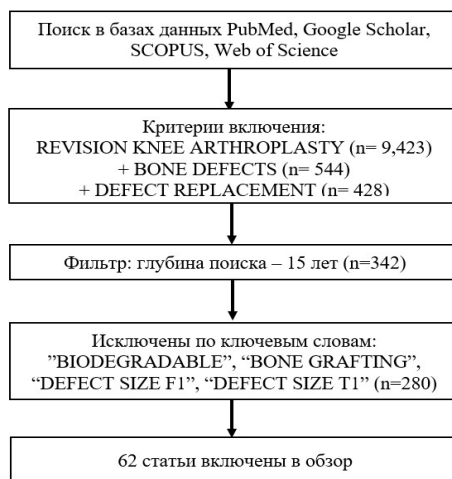 Поиск в базах данных PubMed, Google Scholar,
SCOPUS, Web of Science
Критерии включения:
REVISION KNEE ARTHROPLASTY (n= 9,423)
+ BONE DEFECTS (n= 544)
+ DEFECT REPLACEMENT (n= 428)
Фильтр: глубина поиска – 15 лет (n=342)
Исключены по ключевым словам:
”BIODEGRADABLE”, “BONE GRAFTING”,
“DEFECT SIZE F1”, “DEFECT SIZE T1” (n=280)
62 статьи включены в обзор